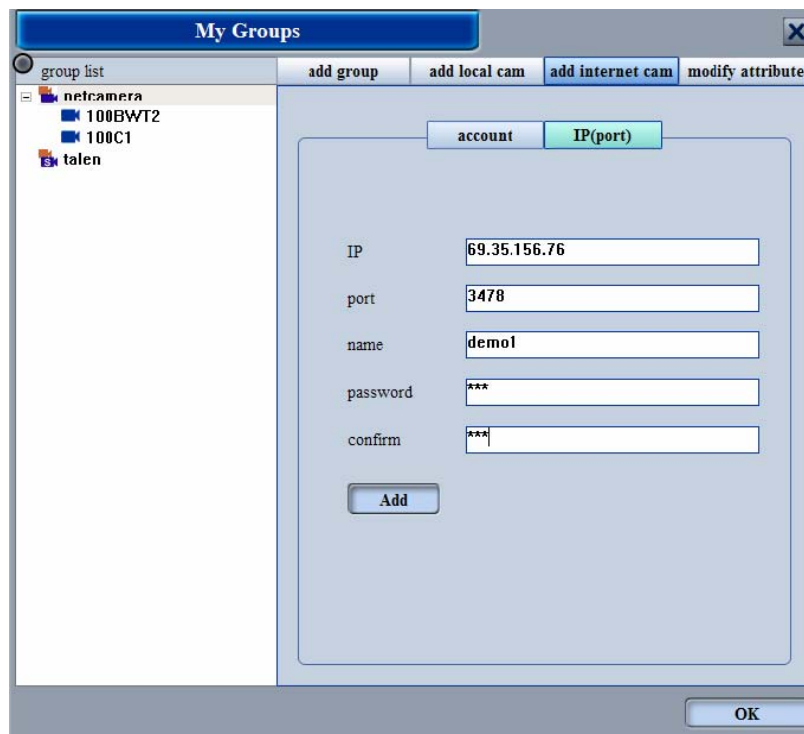 My Groups
group list
add group
add local cam
add internet cam
modify attribute
netcamera
100BWT2
100C1
talen
account
IP(port)
IP
69.35.156.76
port
3478
name
demo1
password
***
confirm
***
Add
OK